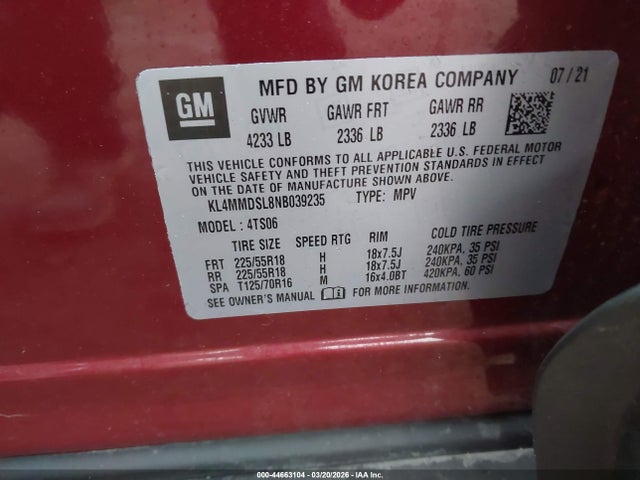 GM
MFD BY GM KOREA COMPANY 07/21
GVWR GAWR FRT GAWR RR
4233 LB 2336 LB 2336 LB
THIS VEHICLE CONFORMS TO ALL APPLICABLE U.S. FEDERAL MOTOR
VEHICLE SAFETY AND THEFT PREVENTION STANDARDS IN EFFECT
ON THE DATE OF MANUFACTURE SHOWN ABOVE.
KL4MMDSL8NB039235 TYPE: MPV
MODEL: 4TS06
TIRE SIZE SPEED RTG RIM COLD TIRE PRESSURE
FRT 225/55R18 H 18x7.5J 240KPA, 35 PSI
RR 225/55R18 H 18x7.5J 240KPA, 35 PSI
SPA T125/70R16 M 16x4.0BT 420KPA, 60 PSI
SEE OWNER'S MANUAL FOR MORE INFORMATION.
000-44663104 | 03/20/2026 | IAA Inc.